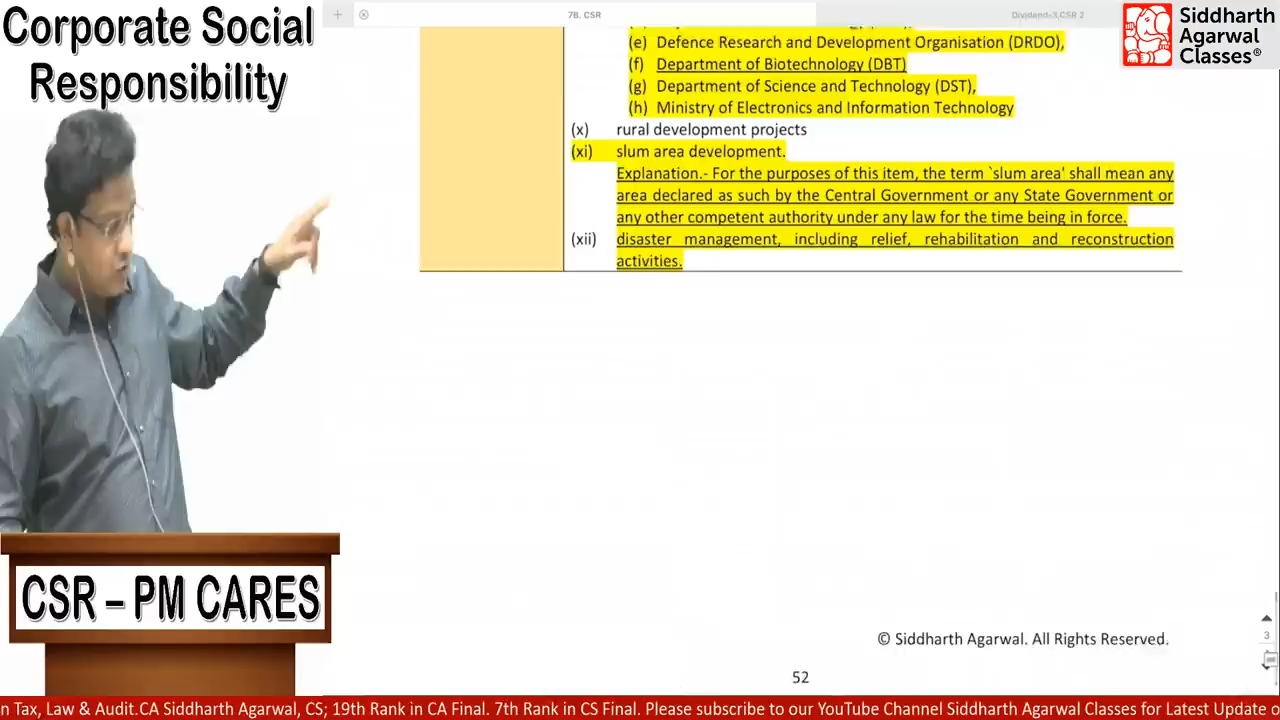 Corporate Social
Responsibility
7B. CSR
Dividend=3,CSR 2
Siddharth
Agarwal
Classes®
(e) Defence Research and Development Organisation (DRDO),
(f) Department of Biotechnology (DBT)
(g) Department of Science and Technology (DST),
(h) Ministry of Electronics and Information Technology
(x) rural development projects
(xi) slum area development.
Explanation.- For the purposes of this item, the term `slum area' shall mean any
area declared as such by the Central Government or any State Government or
any other competent authority under any law for the time being in force.
(xii) disaster management, including relief, rehabilitation and reconstruction
activities.
CSR – PM CARES
© Siddharth Agarwal. All Rights Reserved.
3
52
n Tax, Law & Audit.CA Siddharth Agarwal, CS; 19th Rank in CA Final. 7th Rank in CS Final. Please subscribe to our YouTube Channel Siddharth Agarwal Classes for Latest Update o